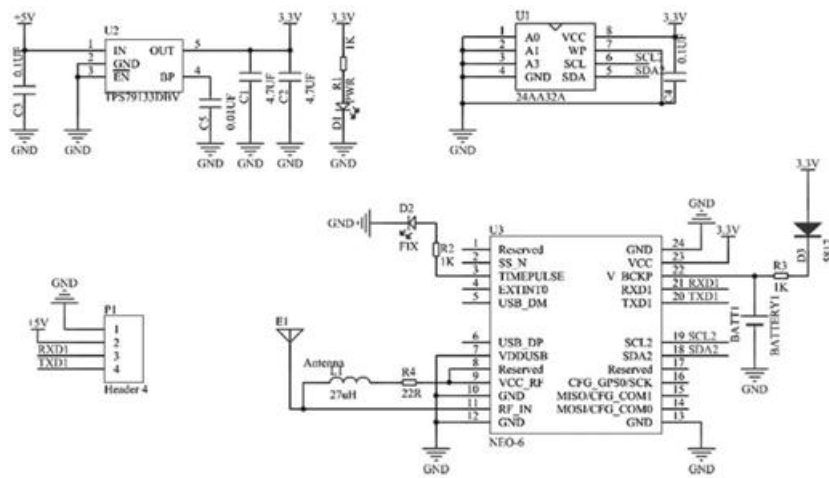 +5V
3.3V
3.3V
3.3V
U2
U1
1 IN OUT 5
2 GND
3 EN BP 4
TPS79133DBV
0.1UF
C3
C5
0.01UF
C1
4.7UF
C2
4.7UF
1K
R1
PWR
D1
GND
GND
GND
GND
GND
GND
1 A0 VCC 8
2 A1 WP 7
3 A3 SCL 6 SCL2
4 GND SDA 5 SDA2
24AA32A
0.1UF
C4
GND
3.3V
GND
D2
GND
FIX
R2
1K
U3
1 Reserved GND 24
2 SS_N VCC 23
3 TIMEPULSE V_BCKP 22
4 EXTINT0 RXD1 21 RXD1
5 USB_DM TXD1 20 TXD1
6 USB_DP SCL2 19 SCL2
7 VDDUSB SDA2 18 SDA2
8 Reserved Reserved 17
9 VCC_RF CFG_GPS0/SCK 16
10 GND MISO/CFG_COM1 15
11 RF_IN MOSI/CFG_COM0 14
12 GND GND 13
NEO-6
3.3V
D3
5817
R3
1K
BATT1
BATTERY1
GND
GND
GND
E1
Antenna
L1
27uH
R4
22R
GND
P1
15V
1
2
RXD1 3
TXD1 4
Header 4